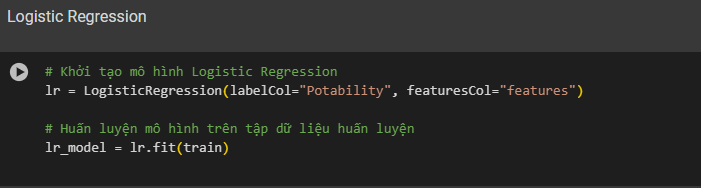 Logistic Regression
# Khởi tạo mô hình Logistic Regression
lr = LogisticRegression(labelCol="Potability", featuresCol="features")
# Huấn luyện mô hình trên tập dữ liệu huấn luyện
lr_model = lr.fit(train)